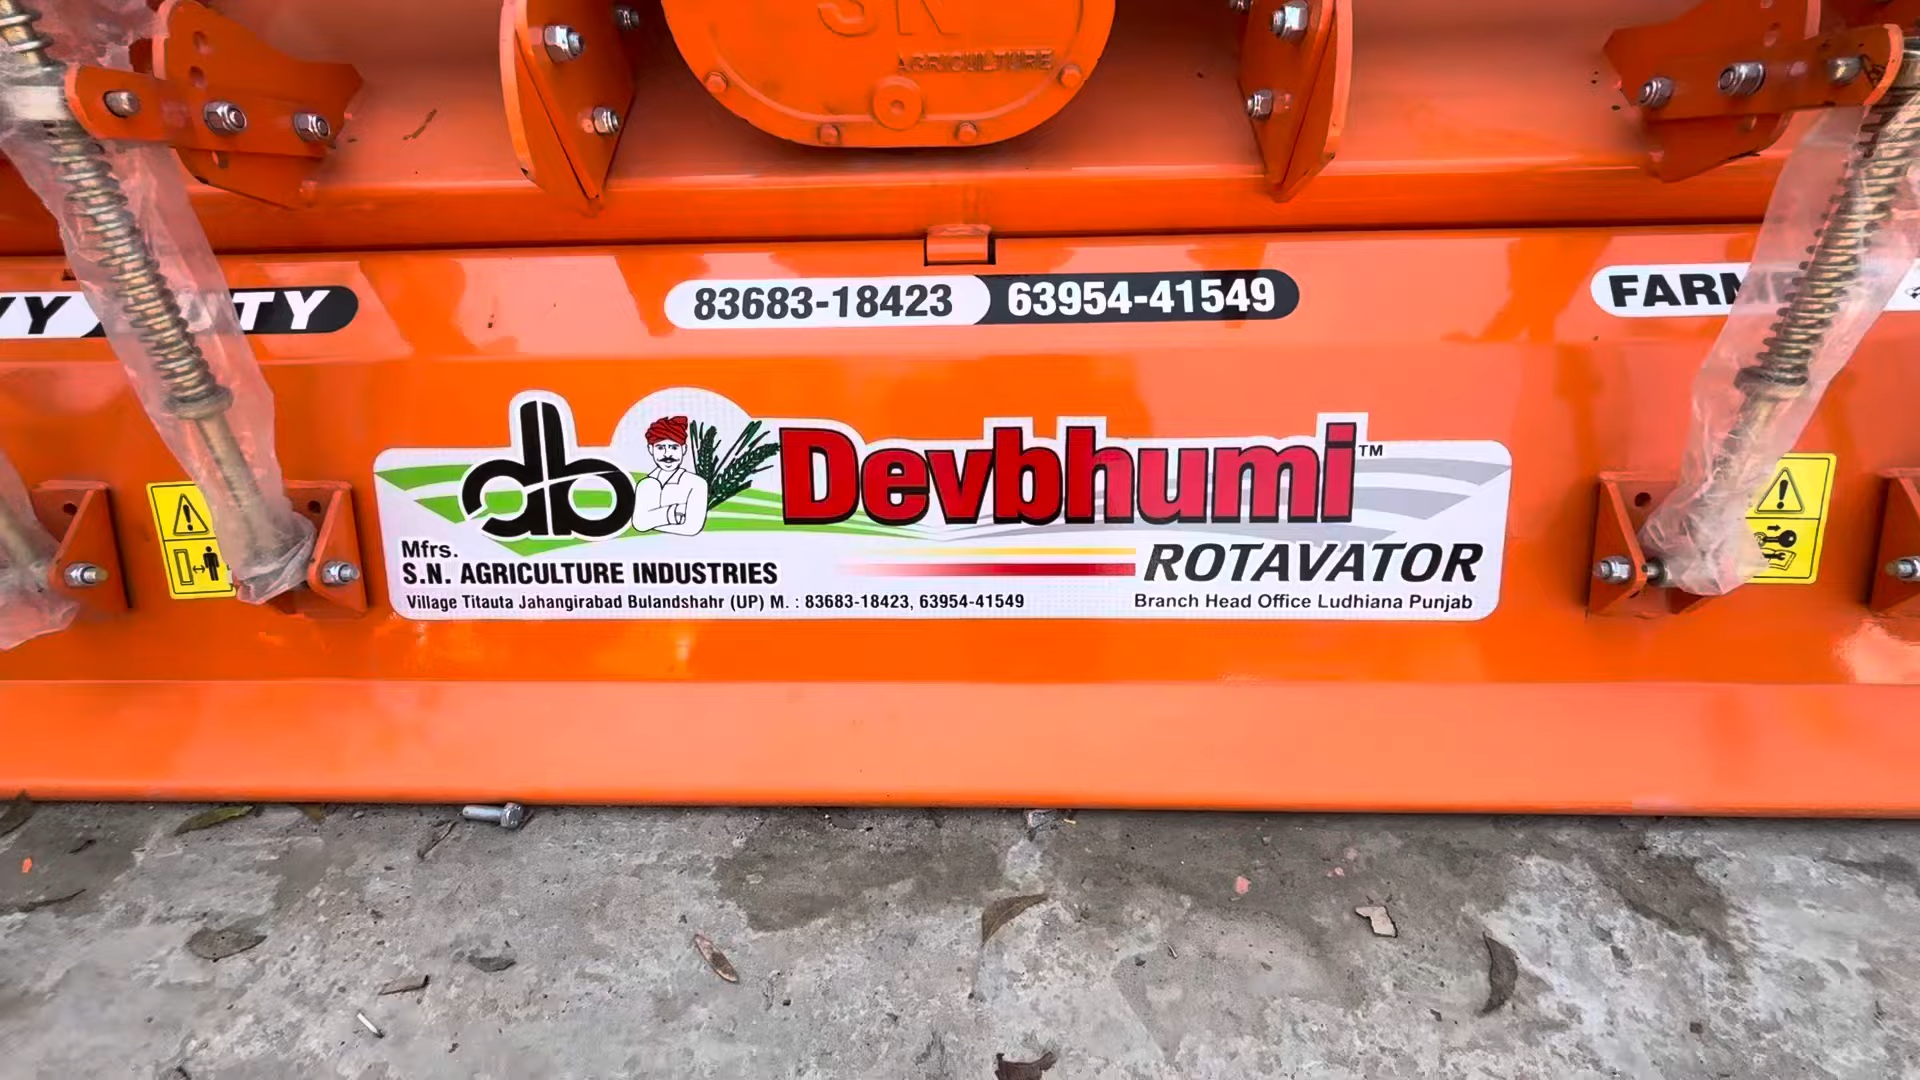 SN
AGRICULTURE
83683-18423 63954-41549
db
Devbhumi™
Mfrs.
S.N. AGRICULTURE INDUSTRIES
ROTAVATOR
Village Titauta Jahangirabad Bulandshahr (UP) M. : 83683-18423, 63954-41549
Branch Head Office Ludhiana Punjab